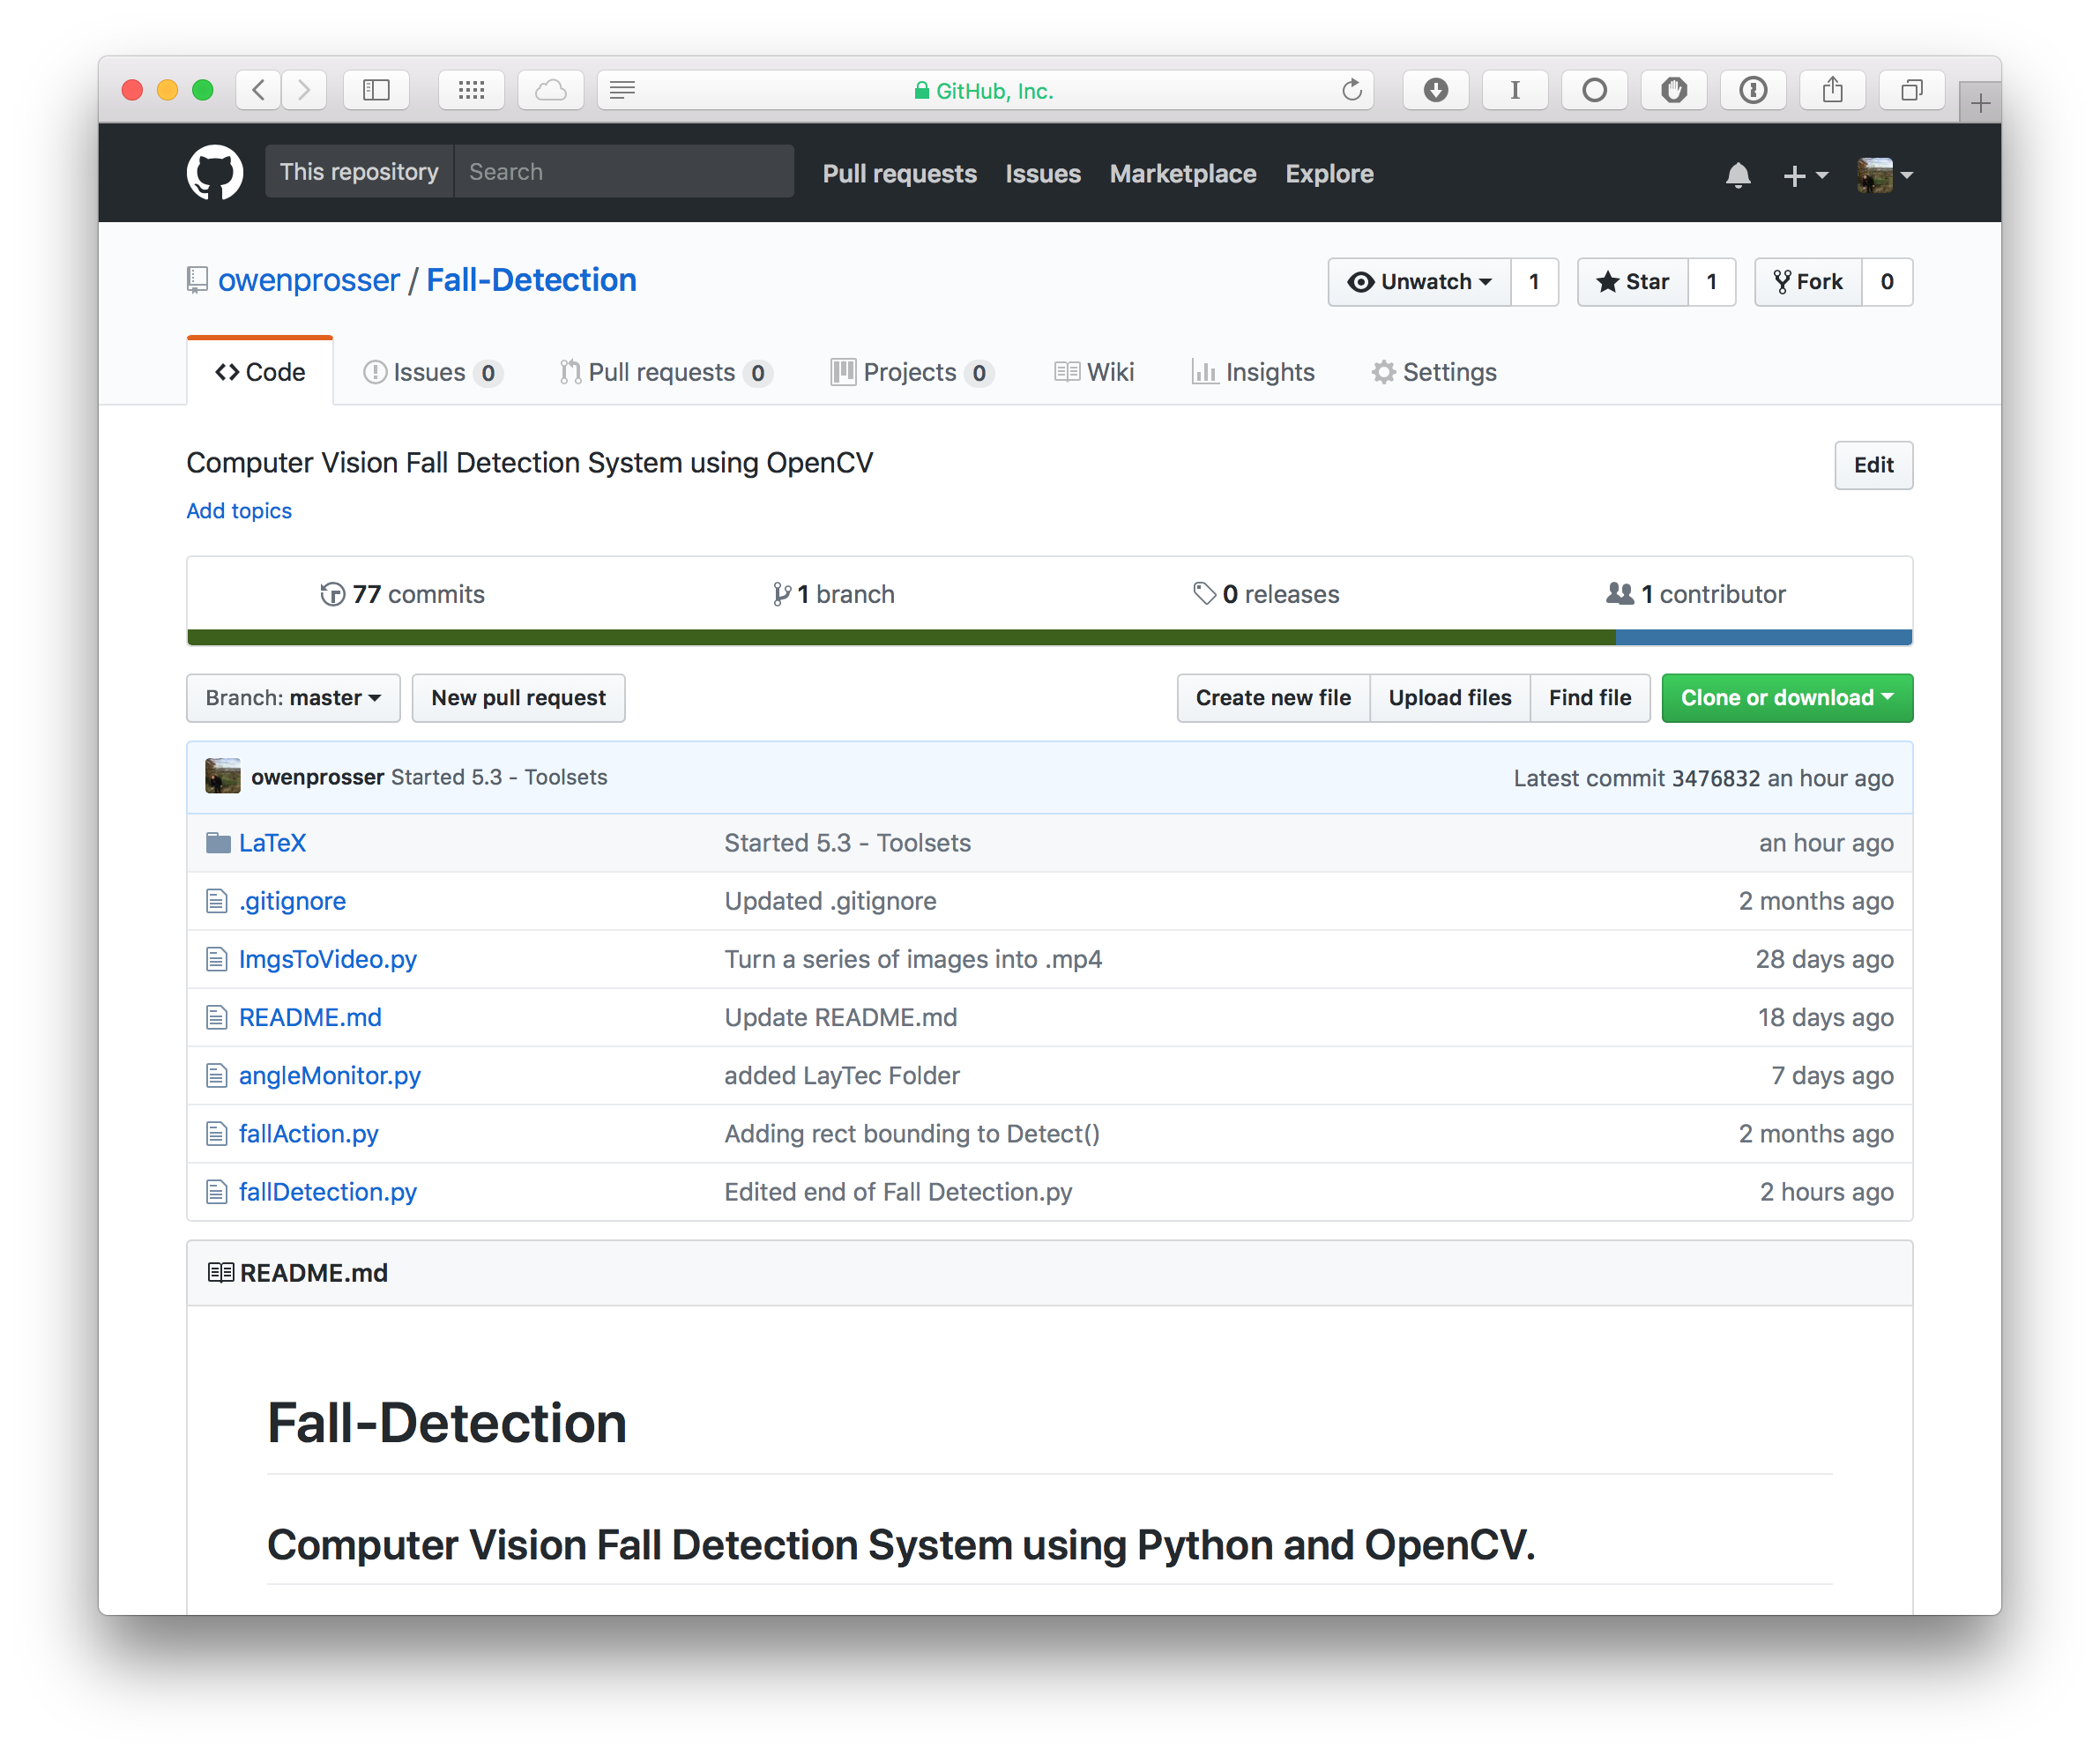 GitHub, Inc.
This repository Search Pull requests Issues Marketplace Explore
owenprosser / Fall-Detection Unwatch 1 Star 1 Fork 0
Code Issues 0 Pull requests 0 Projects 0 Wiki Insights Settings
Computer Vision Fall Detection System using OpenCV Edit
Add topics
77 commits 1 branch 0 releases 1 contributor
Branch: master New pull request Create new file Upload files Find file Clone or download
owenprosser Started 5.3 - Toolsets Latest commit 3476832 an hour ago
LaTeX Started 5.3 - Toolsets an hour ago
.gitignore Updated .gitignore 2 months ago
ImgsToVideo.py Turn a series of images into .mp4 28 days ago
README.md Update README.md 18 days ago
angleMonitor.py added LayTec Folder 7 days ago
fallAction.py Adding rect bounding to Detect() 2 months ago
fallDetection.py Edited end of Fall Detection.py 2 hours ago
README.md
Fall-Detection
Computer Vision Fall Detection System using Python and OpenCV.